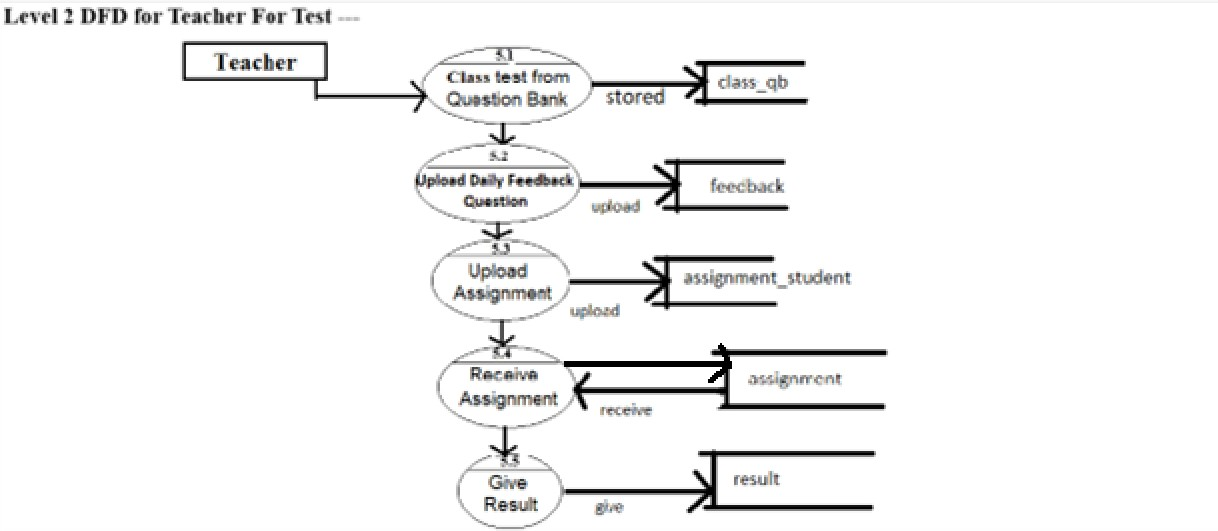 Level 2 DFD for Teacher For Test ---
Teacher
5.1
Class test from
Question Bank
stored
class_qb
5.2
Upload Daily Feedback
Question
upload
feedback
5.3
Upload
Assignment
upload
assignment_student
5.4
Receive
Assignment
receive
assignment
5.5
Give
Result
give
result